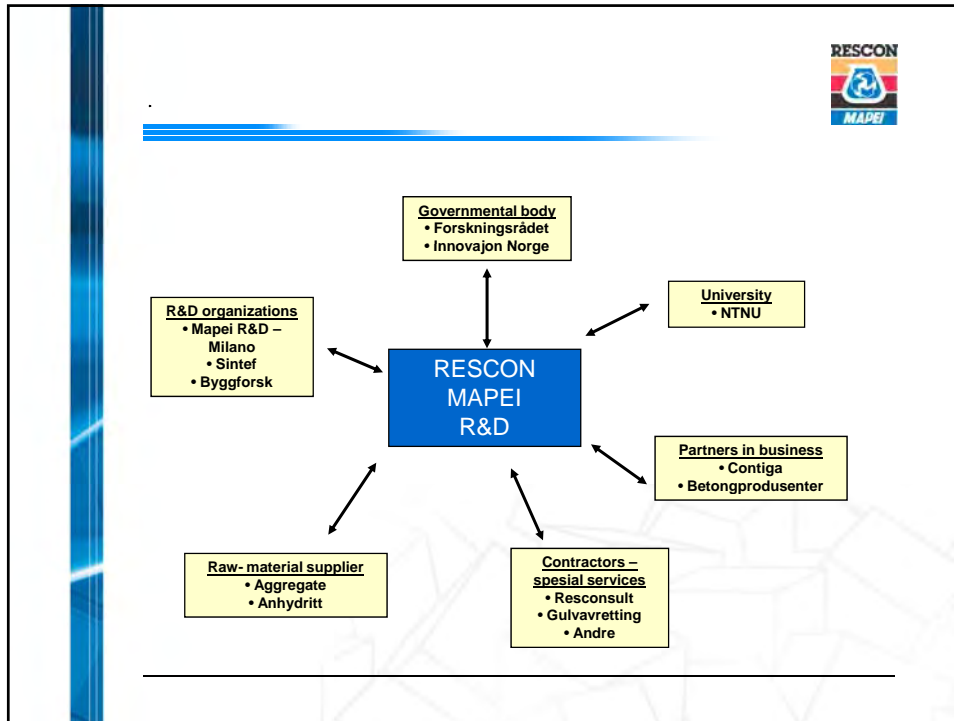 RESCON
MAPEI
.
Governmental body
• Forskningsrådet
• Innovajon Norge
University
• NTNU
R&D organizations
• Mapei R&D –
Milano
• Sintef
• Byggforsk
RESCON
MAPEI
R&D
Partners in business
• Contiga
• Betongprodusenter
Raw- material supplier
• Aggregate
• Anhydritt
Contractors –
spesial services
• Resconsult
• Gulvavretting
• Andre